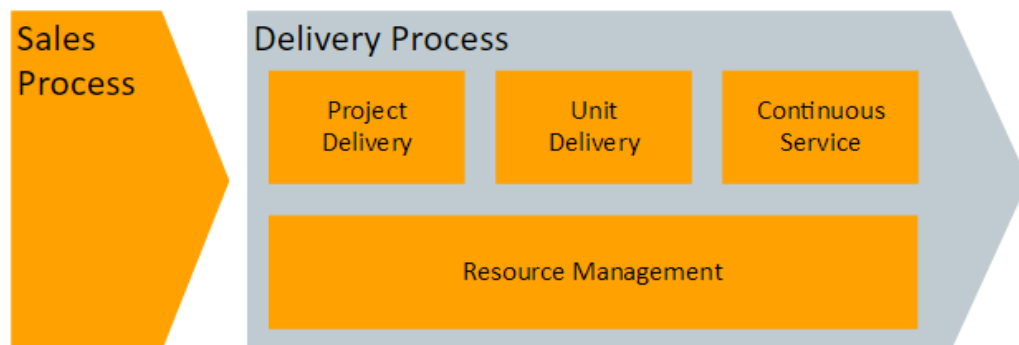 Sales
Process
Delivery Process
Project
Delivery
Unit
Delivery
Continuous
Service
Resource Management